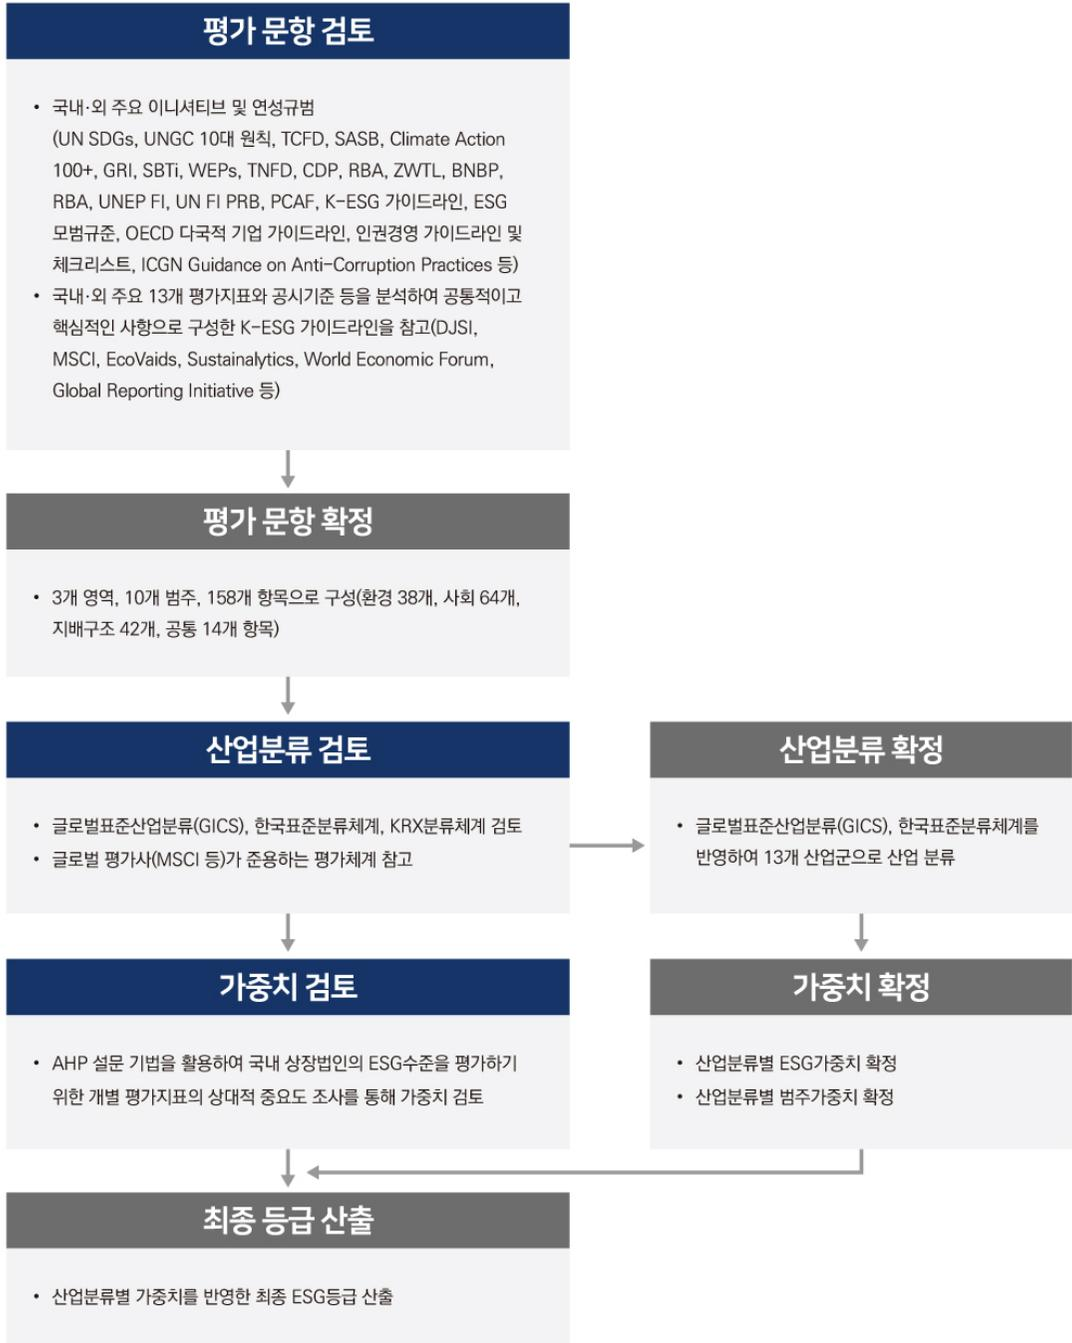 평가 문항 검토
• 국내·외 주요 이니셔티브 및 연성규범
(UN SDGs, UNGC 10대 원칙, TCFD, SASB, Climate Action
100+, GRI, SBTi, WEPs, TNFD, CDP, RBA, ZWTL, BNBP,
RBA, UNEP FI, UN FI PRB, PCAF, K-ESG 가이드라인, ESG
모범규준, OECD 다국적 기업 가이드라인, 인권경영 가이드라인 및
체크리스트, ICGN Guidance on Anti-Corruption Practices 등)
• 국내·외 주요 13개 평가지표와 공시기준 등을 분석하여 공통적이고
핵심적인 사항으로 구성한 K-ESG 가이드라인을 참고(DJSI,
MSCI, EcoVaids, Sustainalytics, World Economic Forum,
Global Reporting Initiative 등)
평가 문항 확정
• 3개 영역, 10개 범주, 158개 항목으로 구성(환경 38개, 사회 64개,
지배구조 42개, 공통 14개 항목)
산업분류 검토
• 글로벌표준산업분류(GICS), 한국표준분류체계, KRX분류체계 검토
• 글로벌 평가사(MSCI 등)가 준용하는 평가체계 참고
산업분류 확정
• 글로벌표준산업분류(GICS), 한국표준분류체계를
반영하여 13개 산업군으로 산업 분류
가중치 검토
• AHP 설문 기법을 활용하여 국내 상장법인의 ESG수준을 평가하기
위한 개별 평가지표의 상대적 중요도 조사를 통해 가중치 검토
가중치 확정
• 산업분류별 ESG가중치 확정
• 산업분류별 범주가중치 확정
최종 등급 산출
• 산업분류별 가중치를 반영한 최종 ESG등급 산출